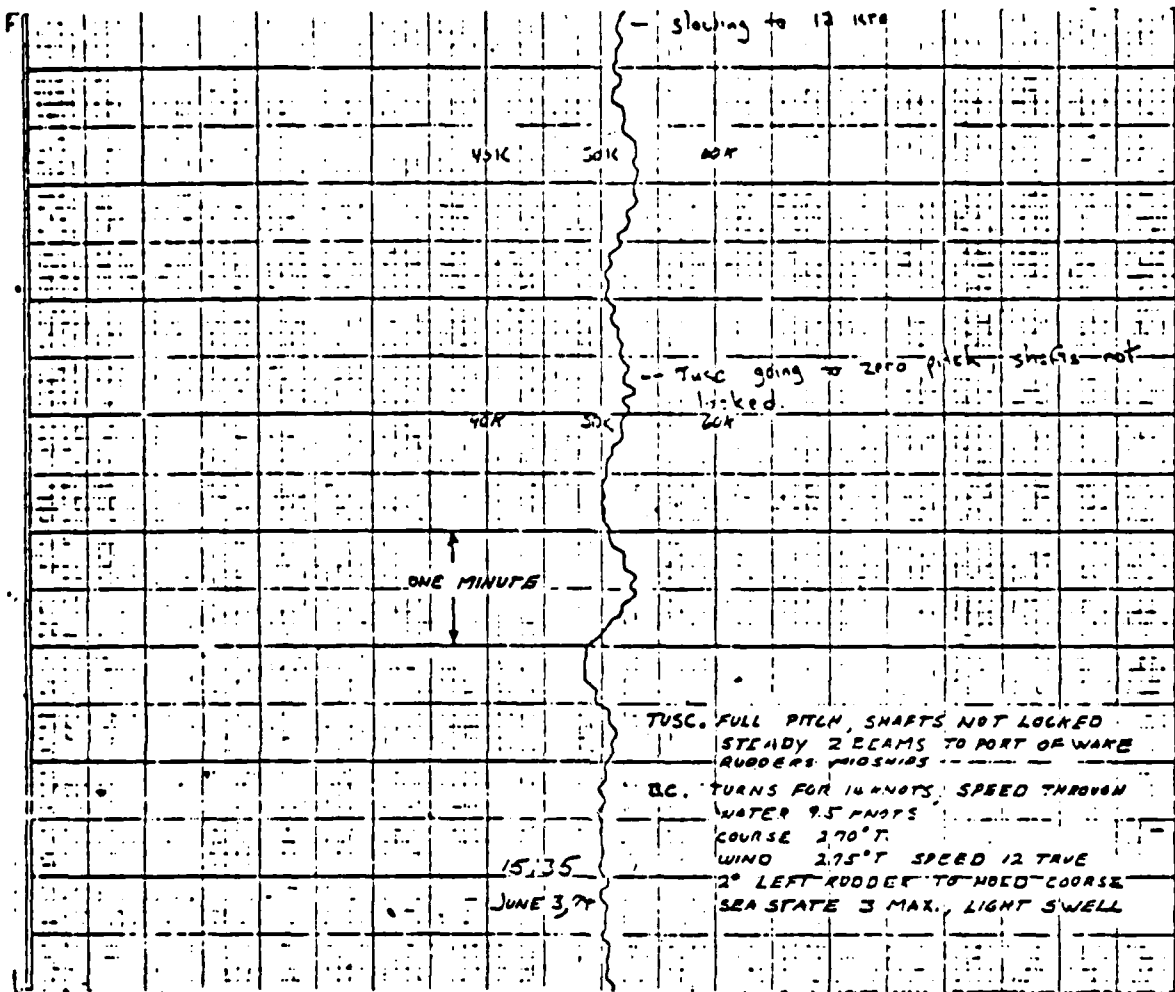 slowing to 12 kts
40K 50K 60K
-- Tusc going to zero pitch, shafts not
locked.
40K 50K 60K
ONE MINUTE
TUSC. FULL PITCH, SHAFTS NOT LOCKED
STEADY 2 BEAMS TO PORT OF WAKE
RUDDERS MIDSHIPS
BC. TURNS FOR 14 KNOTS, SPEED THROUGH
WATER 9.5 KNOTS
COURSE 270°T.
WIND 275°T SPEED 12 TRUE
2° LEFT RUDDER TO HOLD COURSE
SEA STATE 3 MAX., LIGHT SWELL
15:35
JUNE 3,